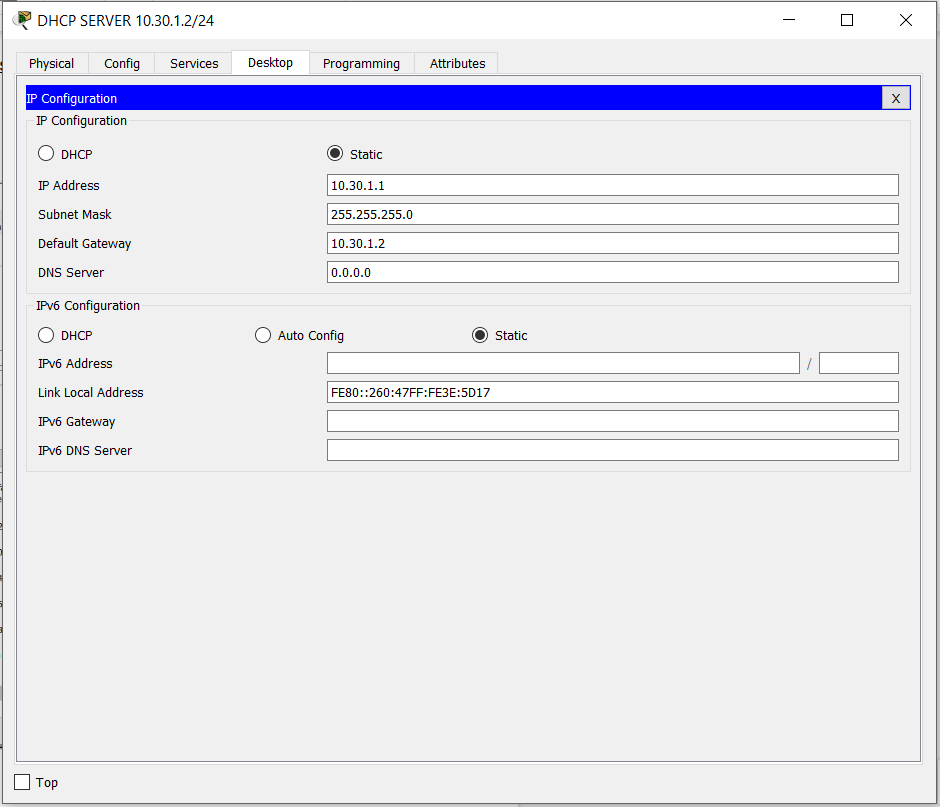 DHCP SERVER 10.30.1.2/24
Physical Config Services Desktop Programming Attributes
IP Configuration X
IP Configuration
DHCP Static
IP Address 10.30.1.1
Subnet Mask 255.255.255.0
Default Gateway 10.30.1.2
DNS Server 0.0.0.0
IPv6 Configuration
DHCP Auto Config Static
IPv6 Address /
Link Local Address FE80::260:47FF:FE3E:5D17
IPv6 Gateway
IPv6 DNS Server
Top